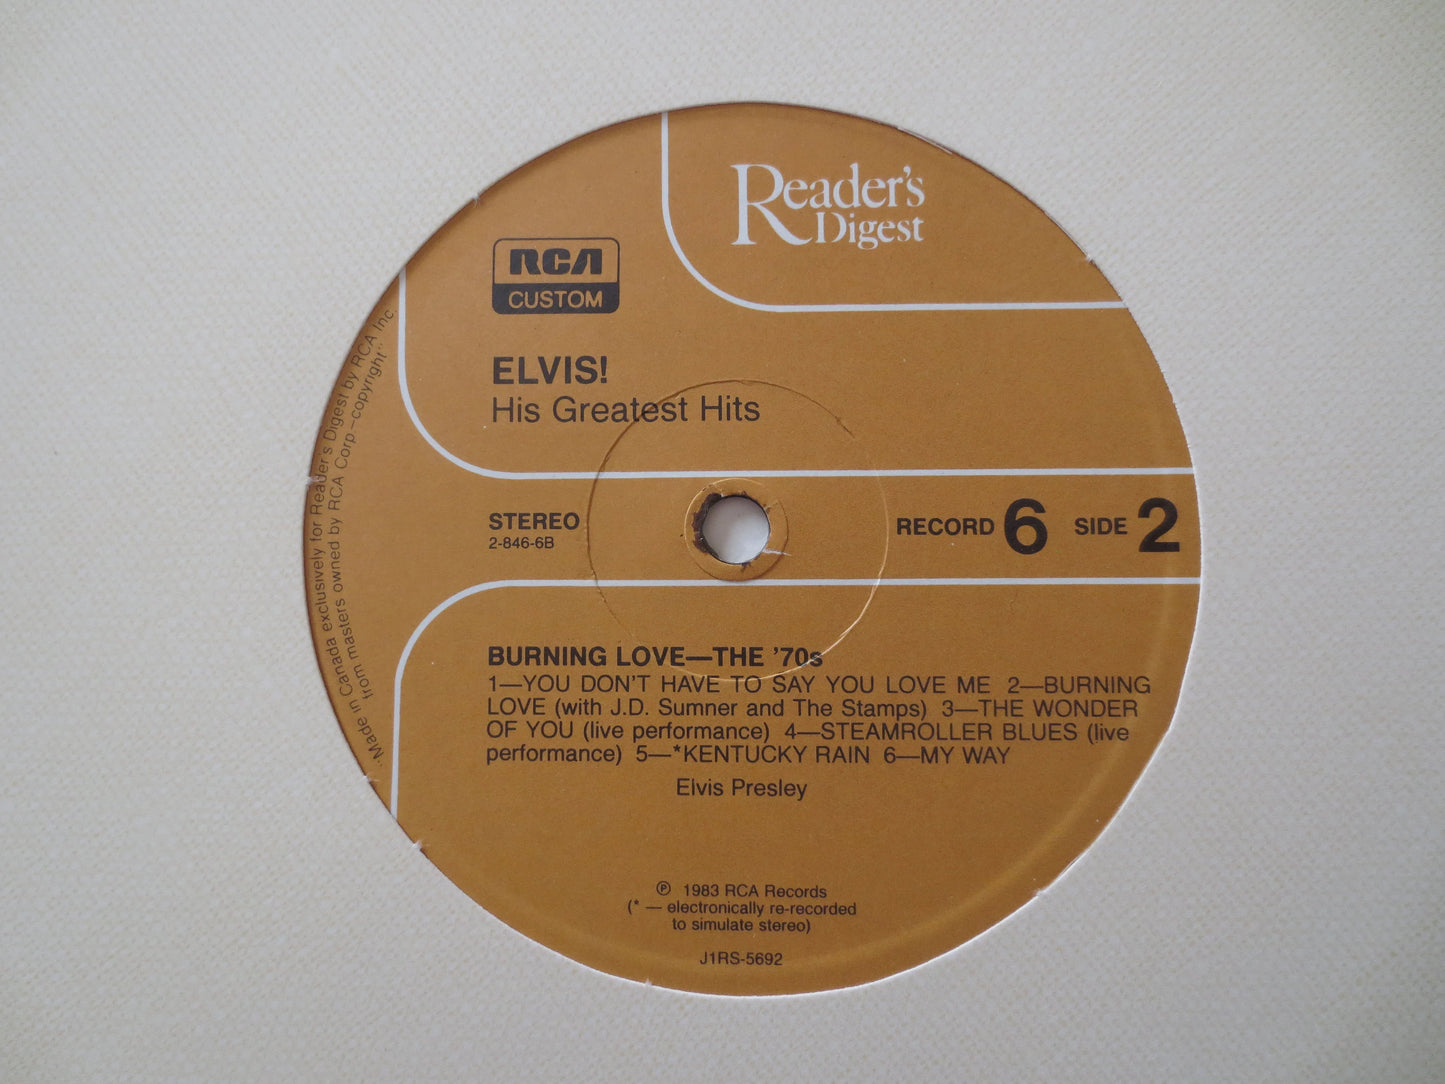 Reader's
Digest
RCA
CUSTOM
ELVIS!
His Greatest Hits
STEREO
2-846-6B
RECORD 6 SIDE 2
BURNING LOVE—THE '70s
1—YOU DON'T HAVE TO SAY YOU LOVE ME 2—BURNING
LOVE (with J.D. Sumner and The Stamps) 3—THE WONDER
OF YOU (live performance) 4—STEAMROLLER BLUES (live
performance) 5—*KENTUCKY RAIN 6—MY WAY
Elvis Presley
℗ 1983 RCA Records
(* — electronically re-recorded
to simulate stereo)
J1RS-5692
"Made in Canada exclusively for Reader's Digest by RCA Inc.
from masters owned by RCA Corp.–copyright"